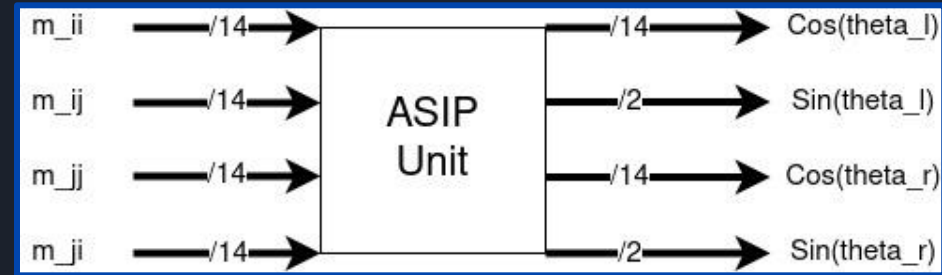 m_ii /14 /14 Cos(theta_l)
m_ij /14 /2 Sin(theta_l)
ASIP
Unit
m_jj /14 /14 Cos(theta_r)
m_ji /14 /2 Sin(theta_r)